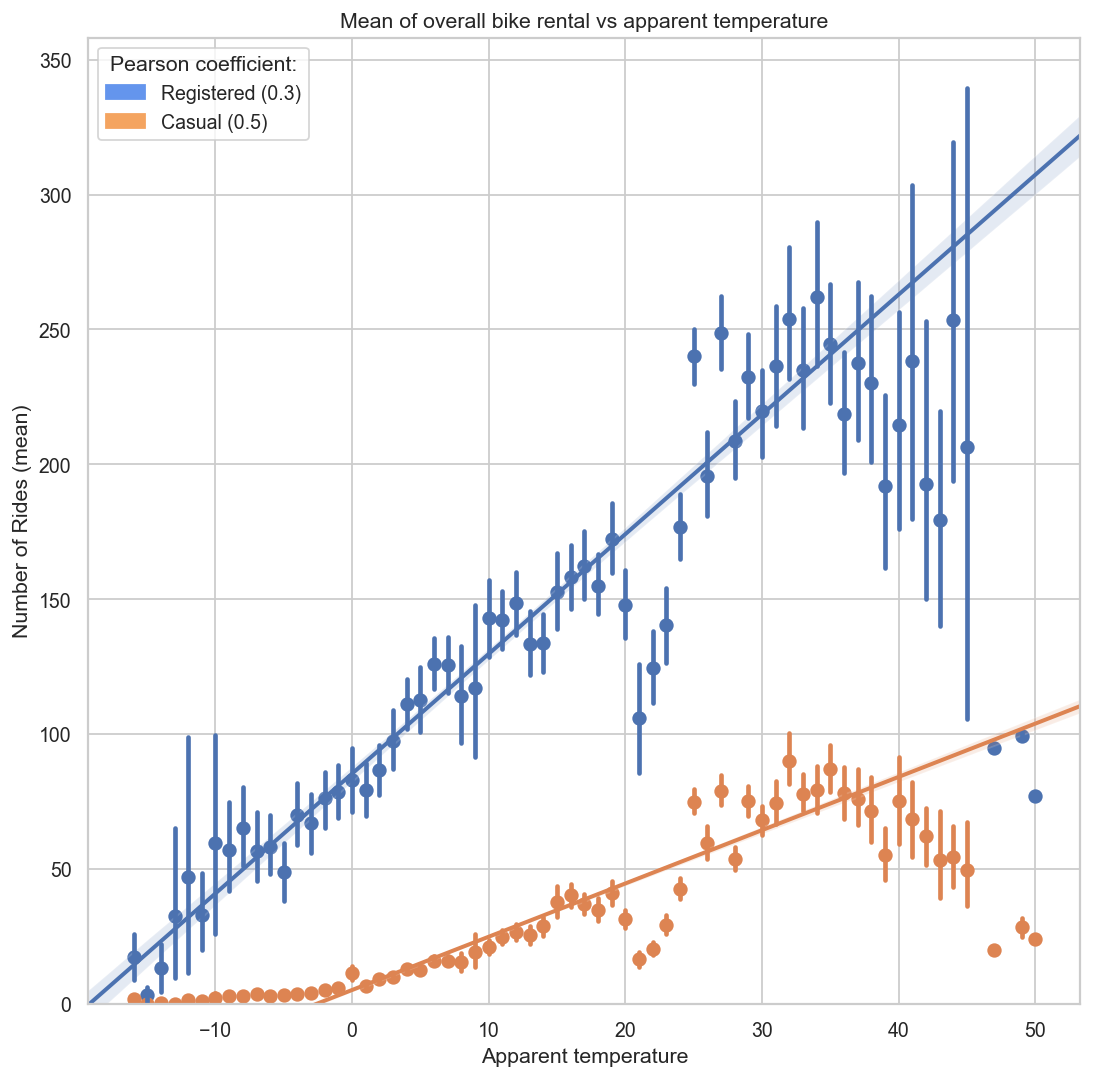 Mean of overall bike rental vs apparent temperature
Pearson coefficient:
Registered (0.3)
Casual (0.5)
350
300
250
200
150
100
50
0
Number of Rides (mean)
−10 0 10 20 30 40 50
Apparent temperature